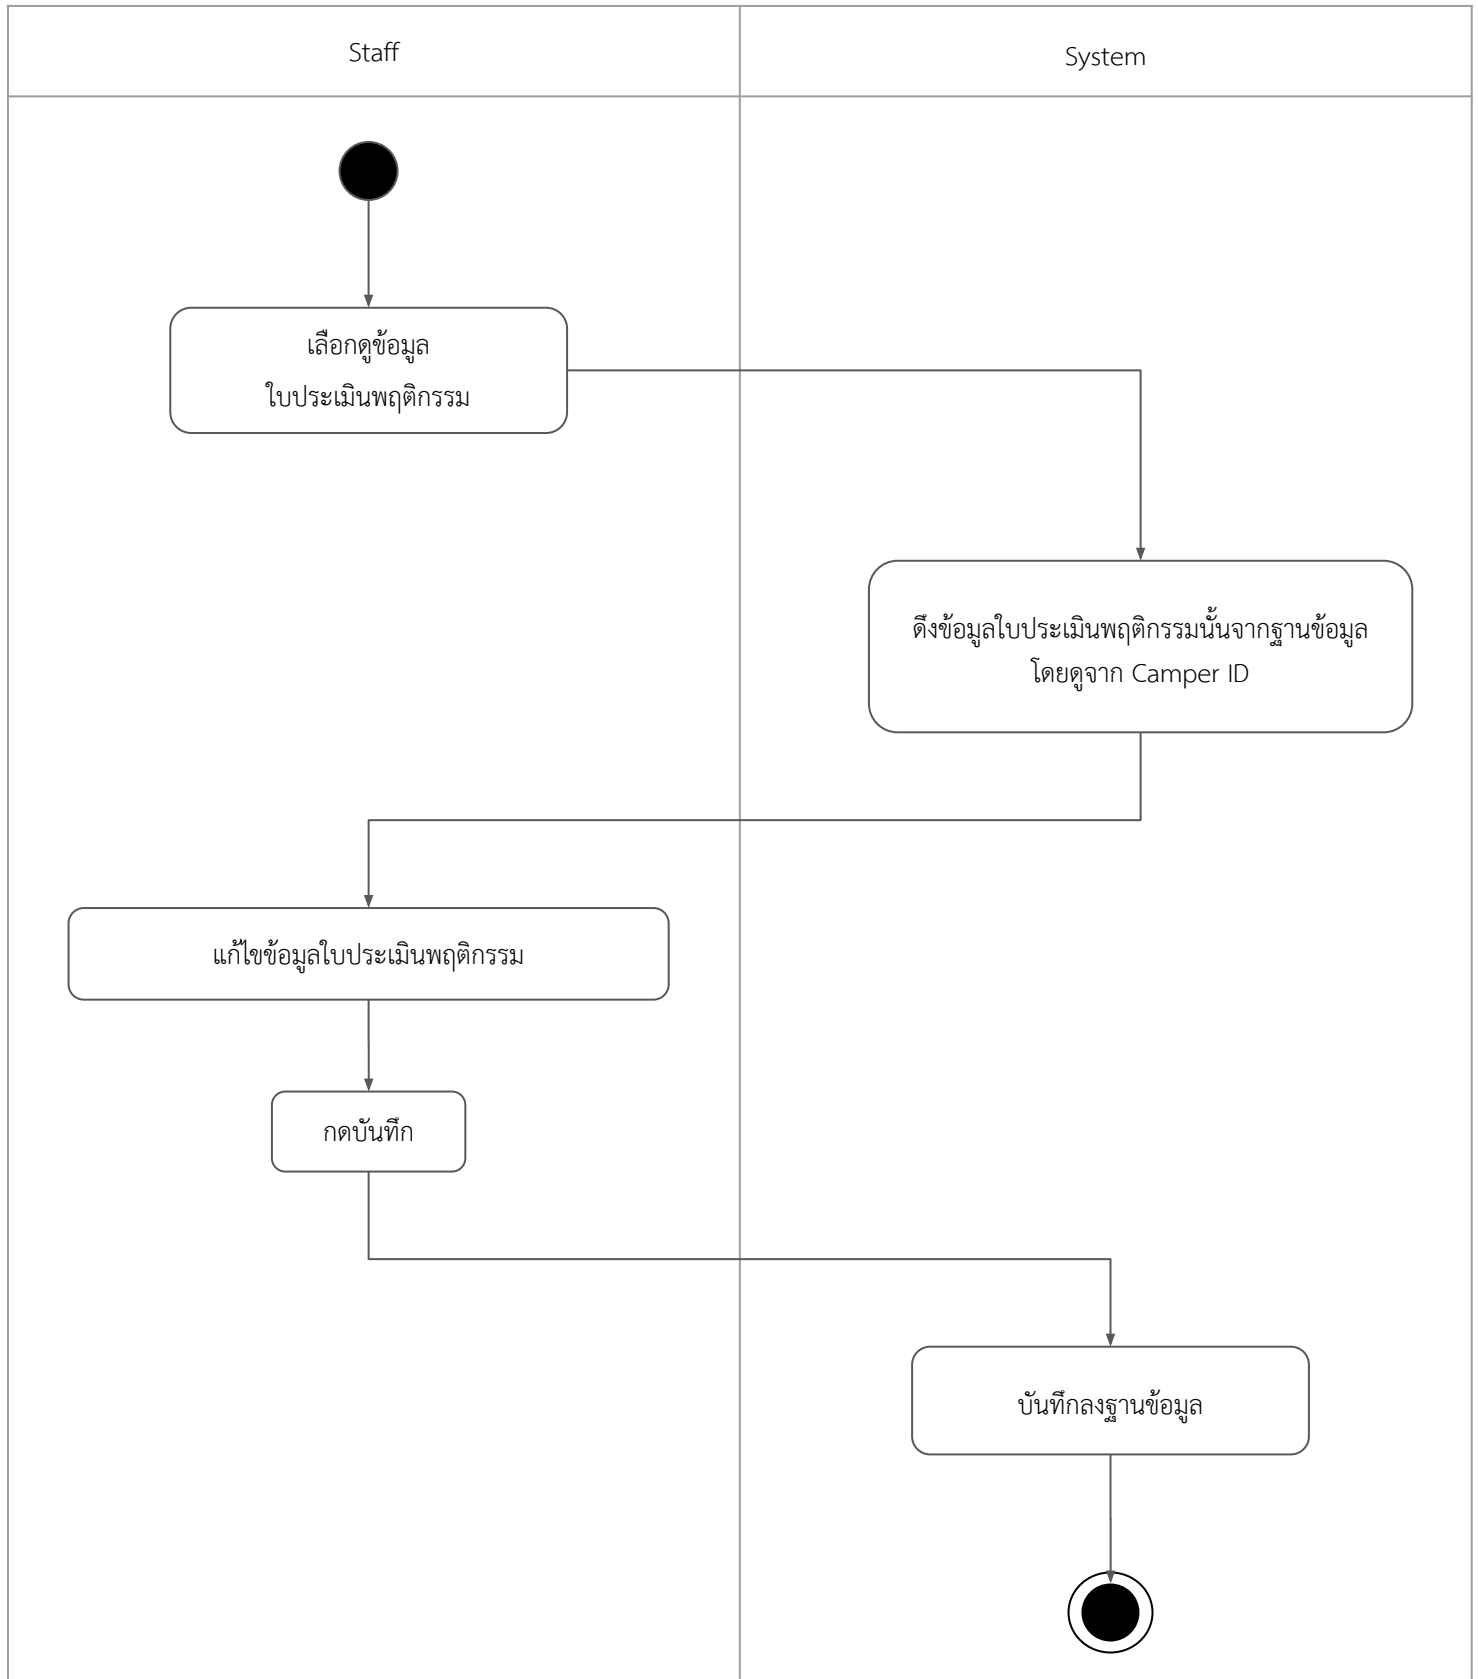 Staff
System
เลือกดูข้อมูล
ใบประเมินพฤติกรรม
ดึงข้อมูลใบประเมินพฤติกรรมนั้นจากฐานข้อมูล
โดยดูจาก Camper ID
แก้ไขข้อมูลใบประเมินพฤติกรรม
กดบันทึก
บันทึกลงฐานข้อมูล